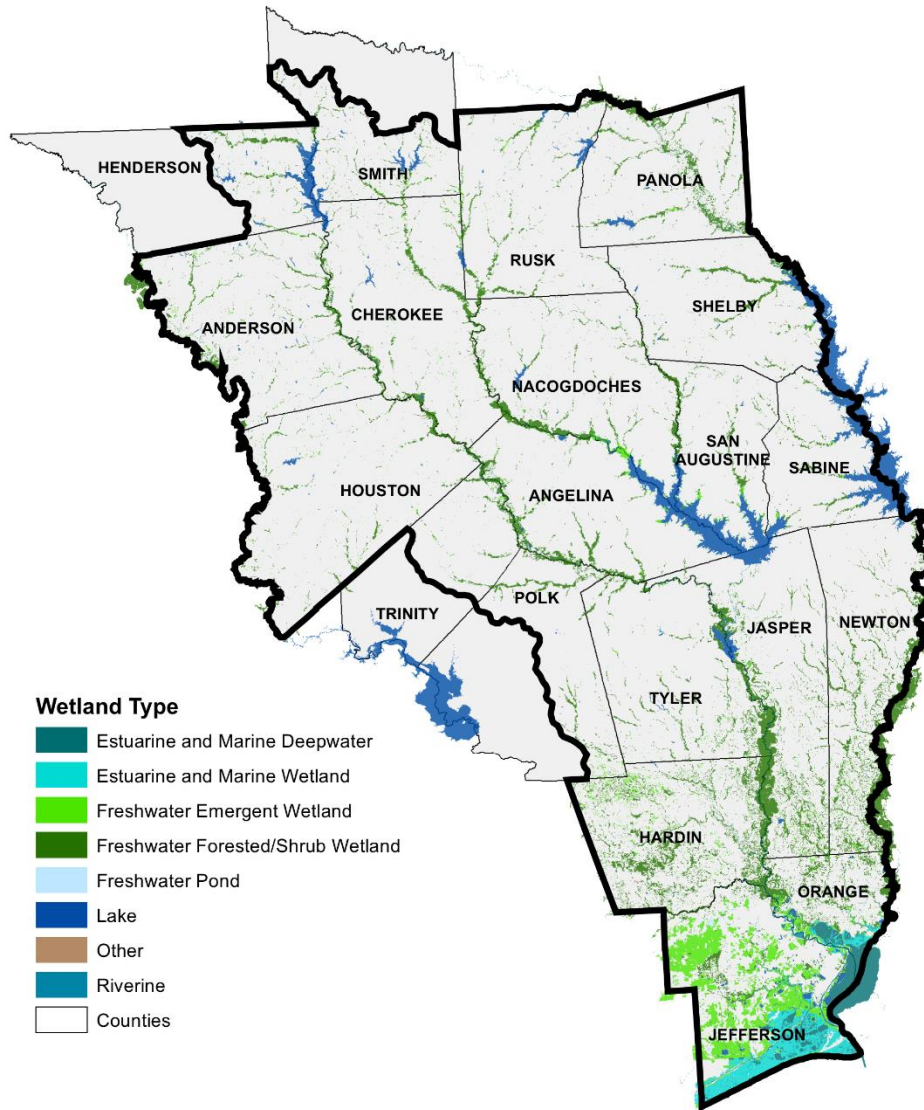 HENDERSON
SMITH
PANOLA
RUSK
SHELBY
ANDERSON
CHEROKEE
NACOGDOCHES
SAN
AUGUSTINE
SABINE
HOUSTON
ANGELINA
TRINITY
POLK
JASPER
NEWTON
TYLER
HARDIN
ORANGE
JEFFERSON
Wetland Type
Estuarine and Marine Deepwater
Estuarine and Marine Wetland
Freshwater Emergent Wetland
Freshwater Forested/Shrub Wetland
Freshwater Pond
Lake
Other
Riverine
Counties